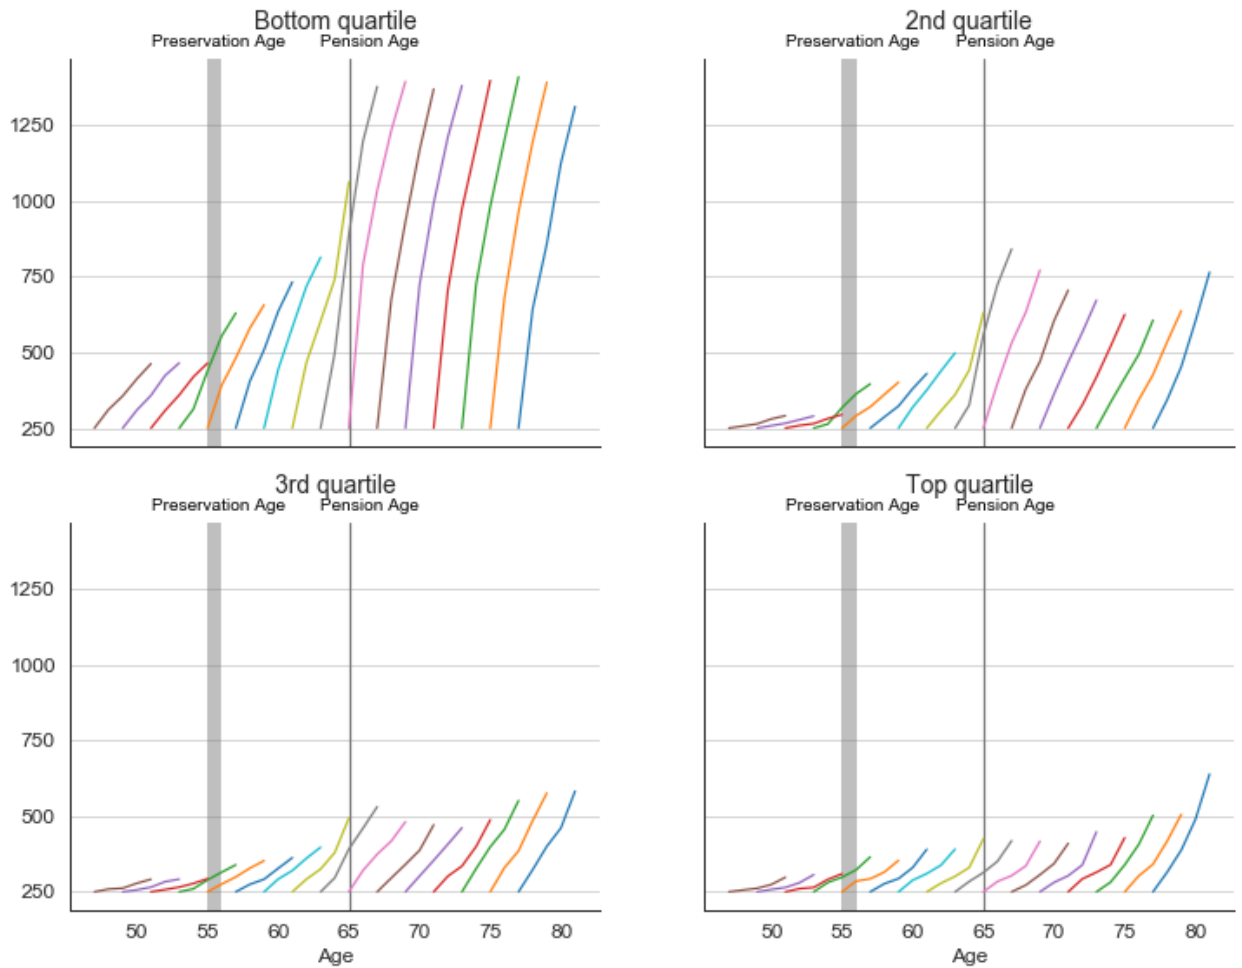 Bottom quartile
Preservation Age Pension Age
1250
1000
750
500
250
2nd quartile
Preservation Age Pension Age
3rd quartile
Preservation Age Pension Age
1250
1000
750
500
250
50 55 60 65 70 75 80
Age
Top quartile
Preservation Age Pension Age
50 55 60 65 70 75 80
Age